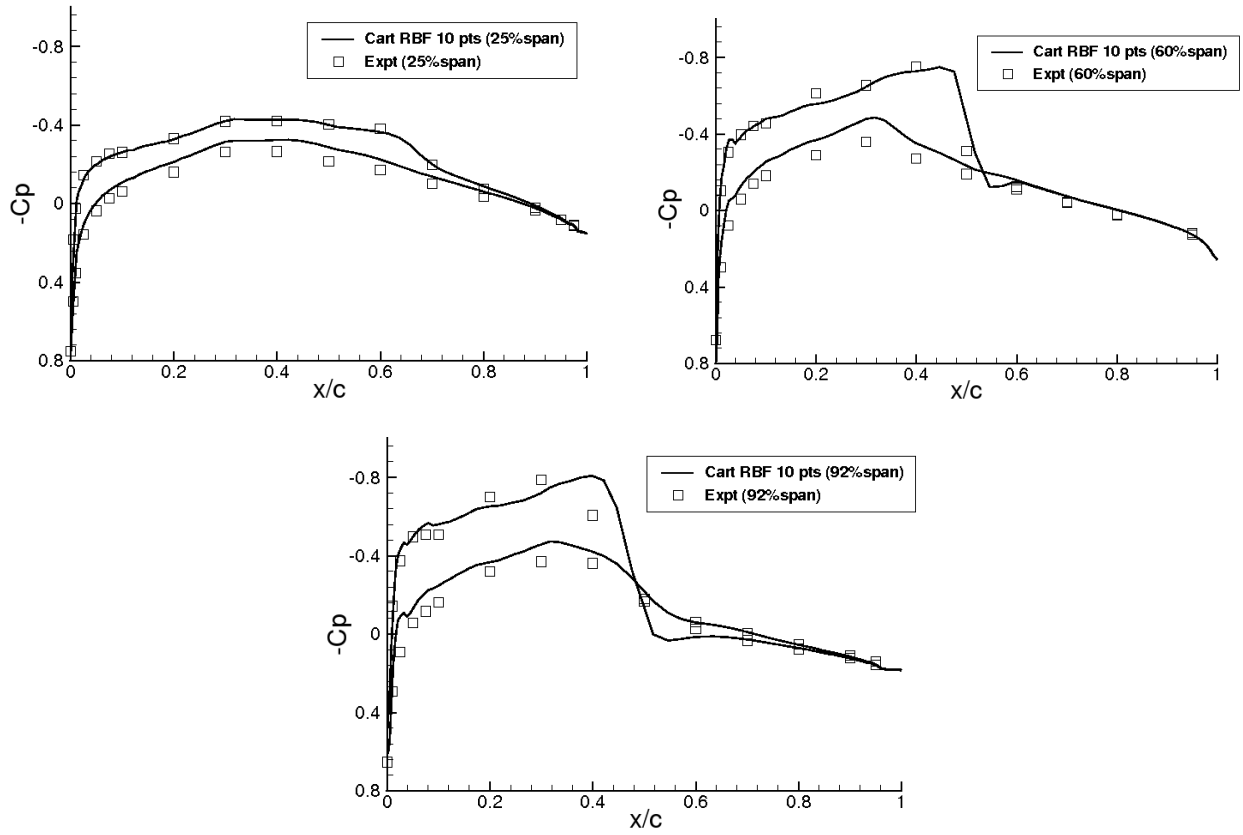 Cart RBF 10 pts (25%span)
Expt (25%span)
-0.8
-0.4
0
0.4
0.8
-Cp
0 0.2 0.4 0.6 0.8 1
x/c
Cart RBF 10 pts (60%span)
Expt (60%span)
-0.8
-0.4
0
0.4
0.8
-Cp
0 0.2 0.4 0.6 0.8 1
x/c
Cart RBF 10 pts (92%span)
Expt (92%span)
-0.8
-0.4
0
0.4
0.8
-Cp
0 0.2 0.4 0.6 0.8 1
x/c